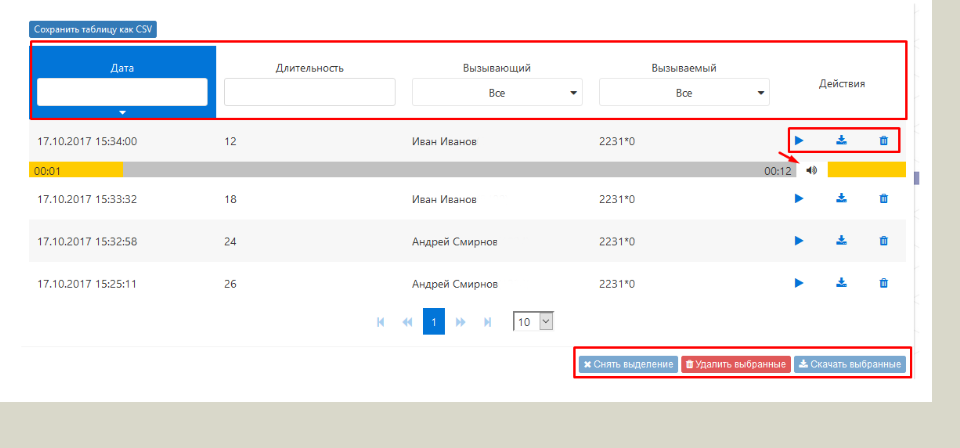 Сохранить таблицу как CSV
Дата Длительность Вызывающий Вызываемый Действия
Все Все
17.10.2017 15:34:00 12 Иван Иванов 2231*0
00:01 00:12
17.10.2017 15:33:32 18 Иван Иванов 2231*0
17.10.2017 15:32:58 24 Андрей Смирнов 2231*0
17.10.2017 15:25:11 26 Андрей Смирнов 2231*0
1 10
Снять выделение Удалить выбранные Скачать выбранные